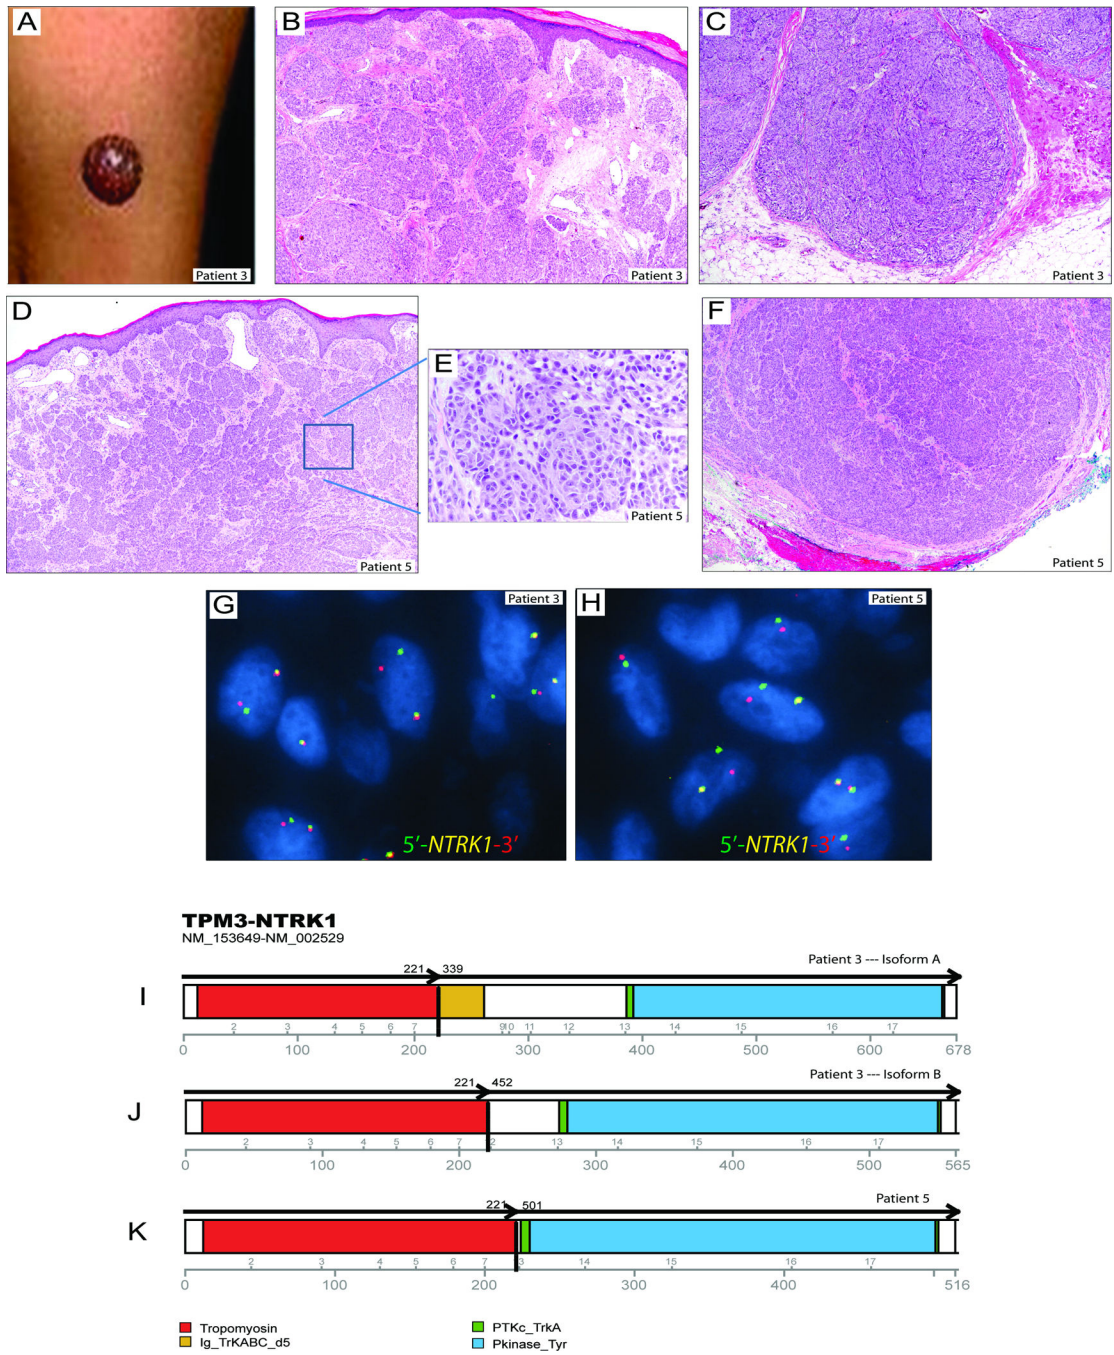 A
Patient 3
B
Patient 3
C
Patient 3
D
Patient 5
E
Patient 5
F
Patient 5
G
Patient 3
5'-NTRK1-3'
H
Patient 5
5'-NTRK1-3'
TPM3-NTRK1
NM_153649-NM_002529
I
221 339
Patient 3 --- Isoform A
2 3 4 5 6 7 9 10 11 12 13 14 15 16 17
0 100 200 300 400 500 600 678
J
221 452
Patient 3 --- Isoform B
2 3 4 5 6 7 2 13 14 15 16 17
0 100 200 300 400 500 565
K
221 501
Patient 5
2 3 4 5 6 7 3 14 15 16 17
0 100 200 300 400 516
Tropomyosin
Ig_TrKABC_d5
PTKc_TrkA
Pkinase_Tyr